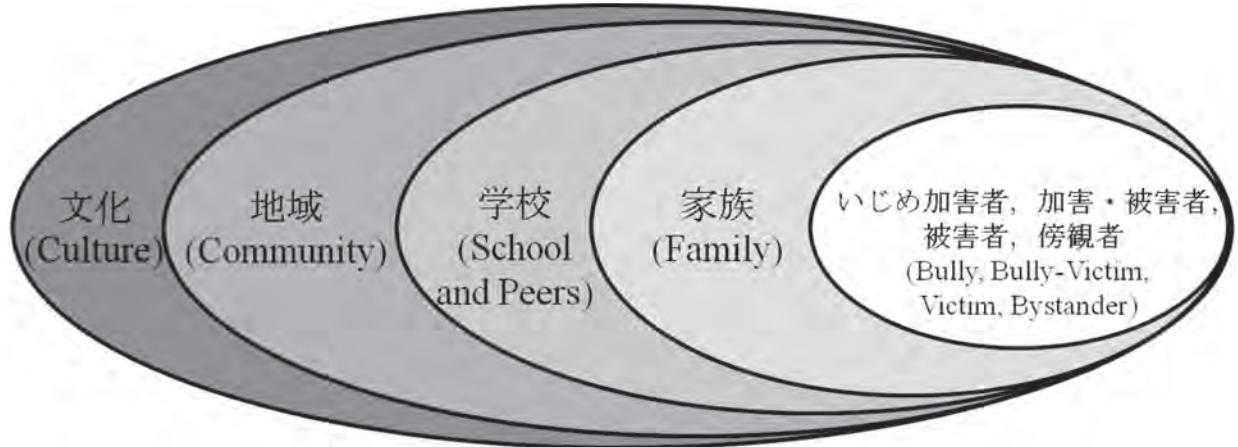 文化
(Culture)
地域
(Community)
学校
(School
and Peers)
家族
(Family)
いじめ加害者，加害・被害者，
被害者，傍観者
(Bully, Bully-Victim,
Victim, Bystander)